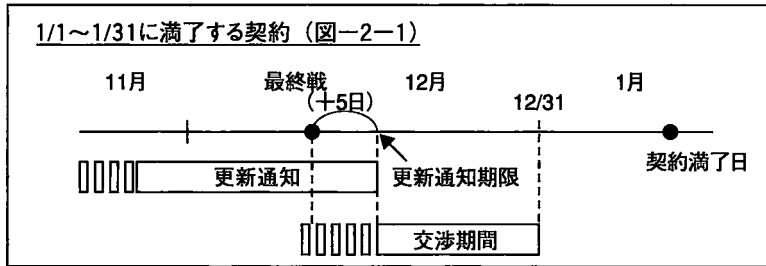 1/1～1/31に満了する契約（図－2－1）
11月 最終戦 12月 1月
（＋5日） 12/31
契約満了日
更新通知 更新通知期限
交渉期間